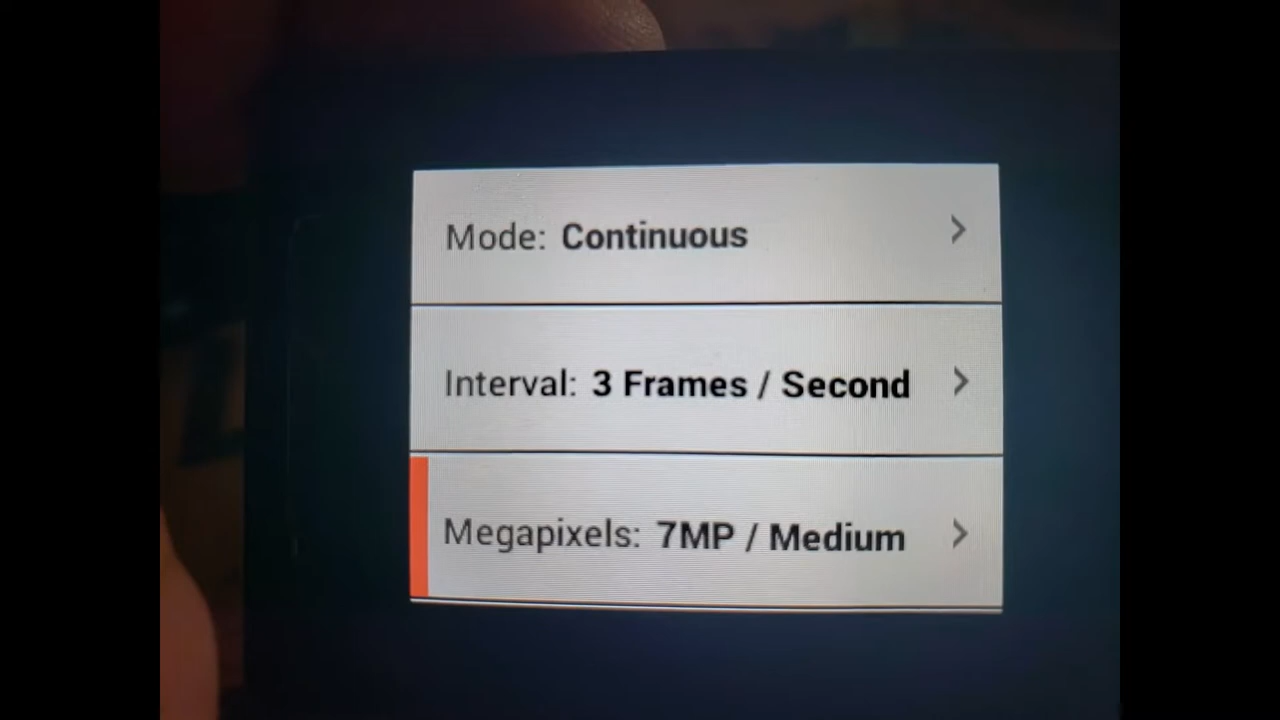 Mode: Continuous
Interval: 3 Frames / Second
Megapixels: 7MP / Medium